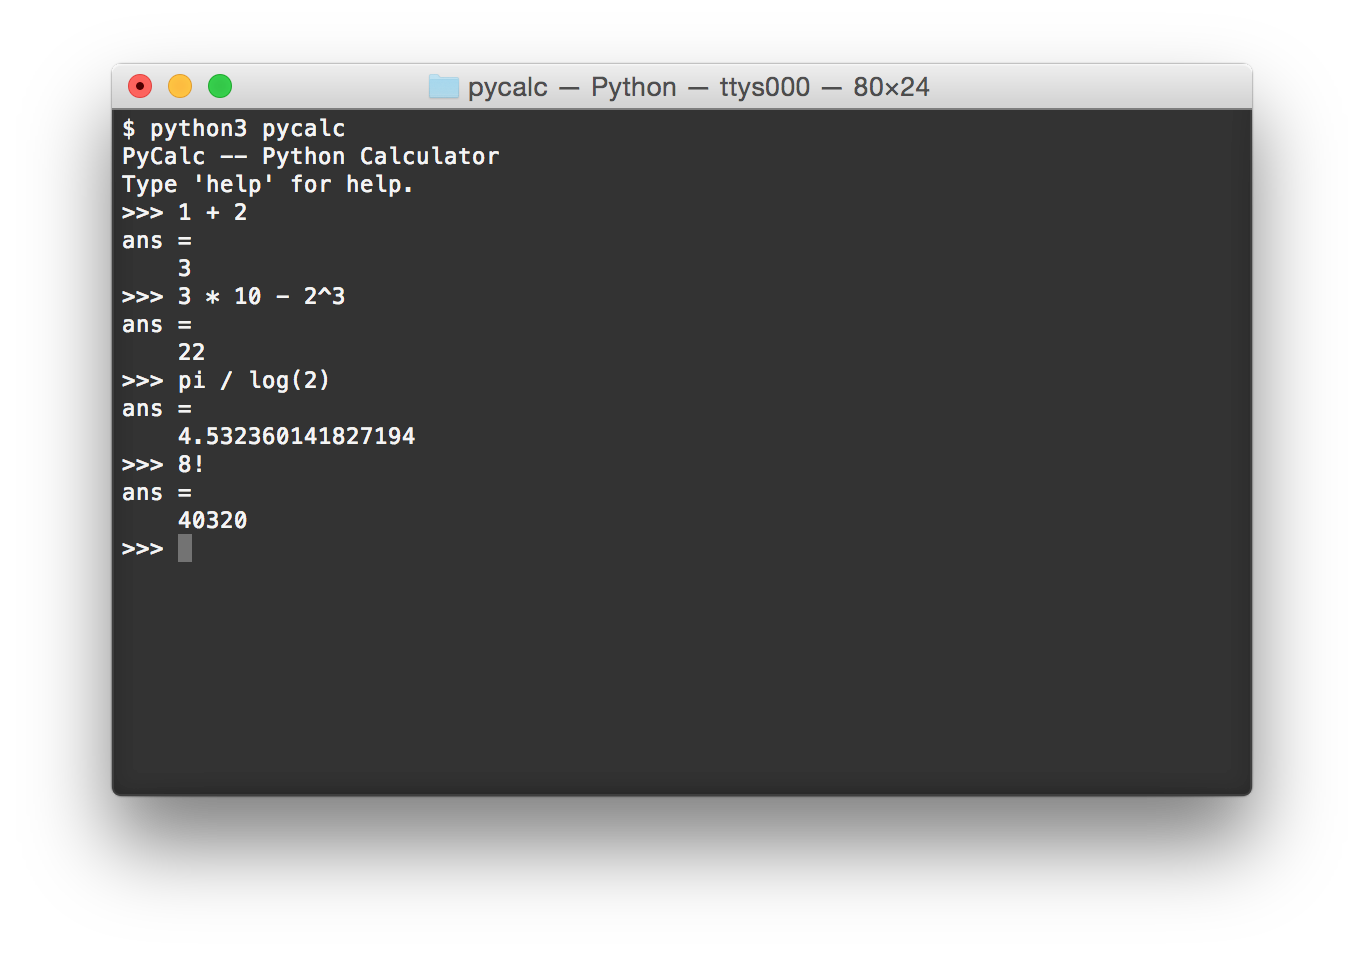 pycalc — Python — ttys000 — 80×24
$ python3 pycalc
PyCalc -- Python Calculator
Type 'help' for help.
>>> 1 + 2
ans =
    3
>>> 3 * 10 - 2^3
ans =
    22
>>> pi / log(2)
ans =
    4.532360141827194
>>> 8!
ans =
    40320
>>>